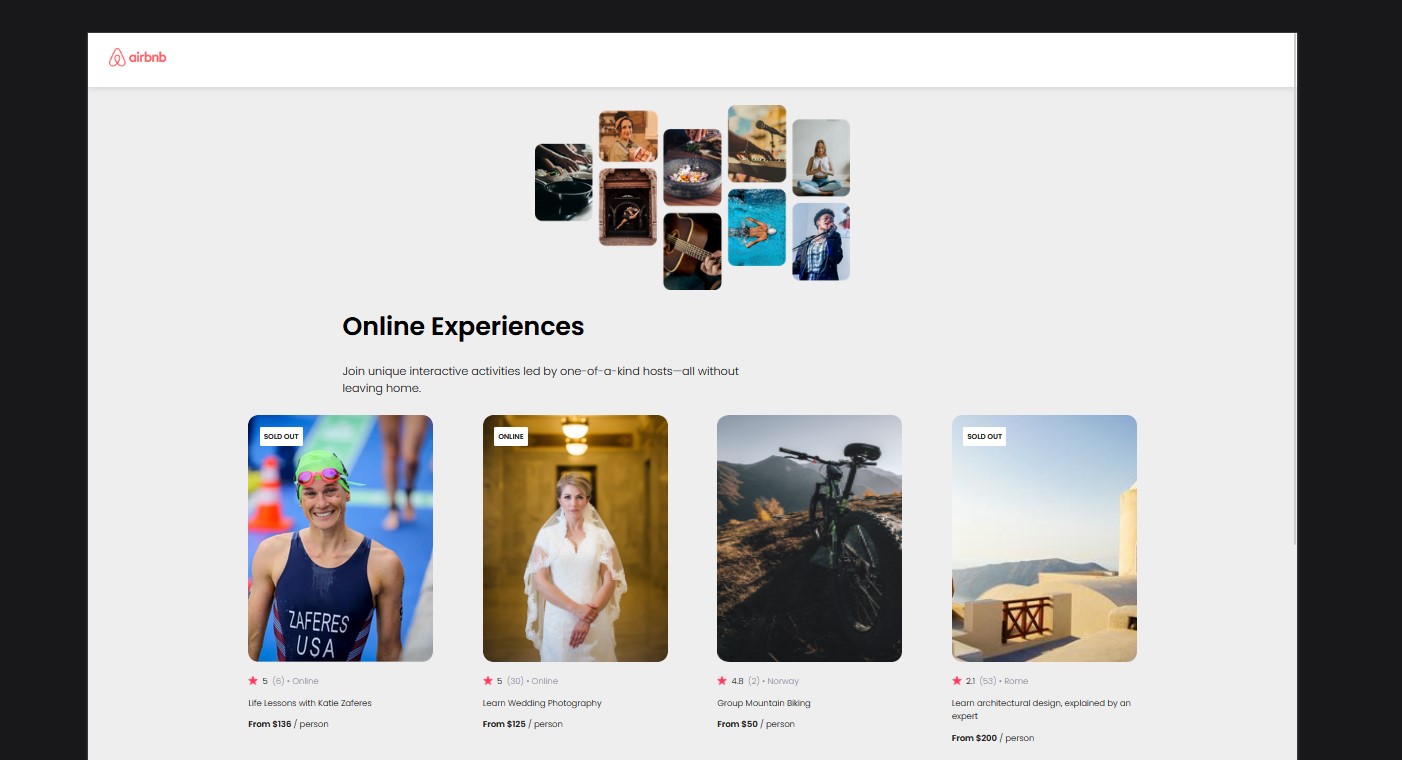 airbnb
Online Experiences
Join unique interactive activities led by one-of-a-kind hosts—all without
leaving home.
SOLD OUT
ZAFERES
USA
5 (6) • Online
Life Lessons with Katie Zaferes
From $136 / person
ONLINE
5 (30) • Online
Learn Wedding Photography
From $125 / person
4.8 (2) • Norway
Group Mountain Biking
From $50 / person
SOLD OUT
2.1 (53) • Rome
Learn architectural design, explained by an
expert
From $200 / person